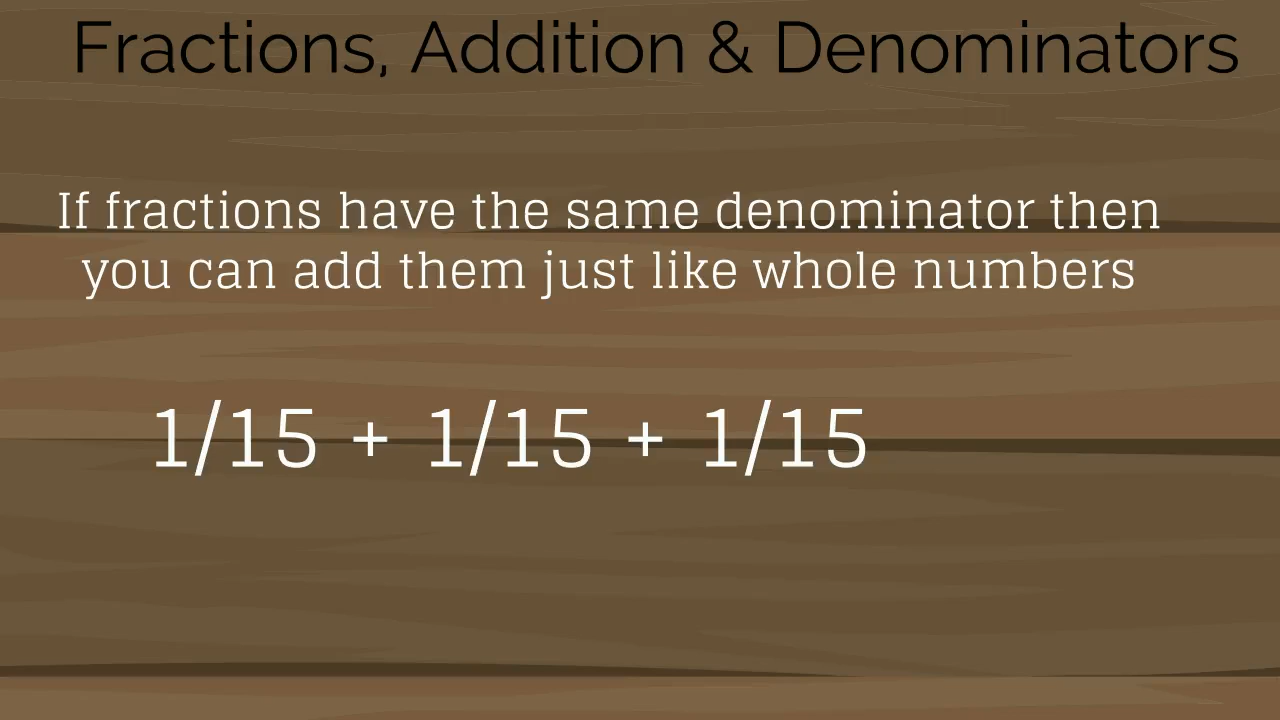 Fractions, Addition & Denominators
If fractions have the same denominator then
you can add them just like whole numbers
1/15 + 1/15 + 1/15